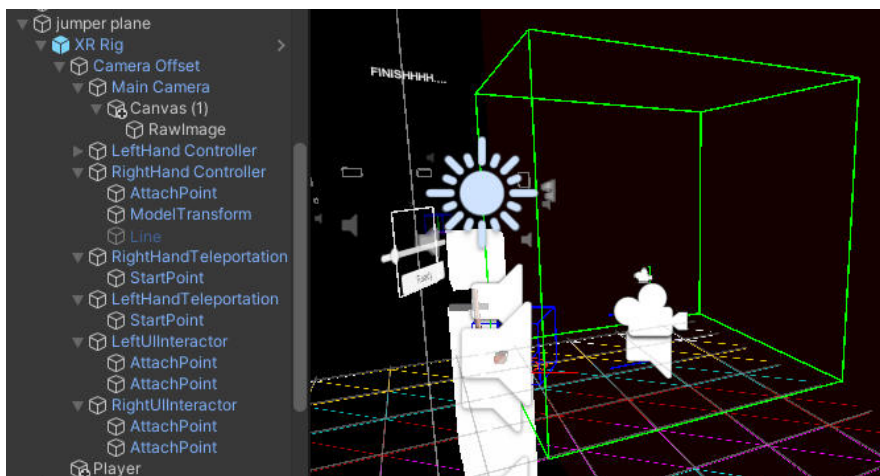 jumper plane
XR Rig
Camera Offset
Main Camera
Canvas (1)
RawImage
LeftHand Controller
RightHand Controller
AttachPoint
ModelTransform
Line
RightHandTeleportation
StartPoint
LeftHandTeleportation
StartPoint
LeftUIInteractor
AttachPoint
AttachPoint
RightUIInteractor
AttachPoint
AttachPoint
Player
FINISHHHH....